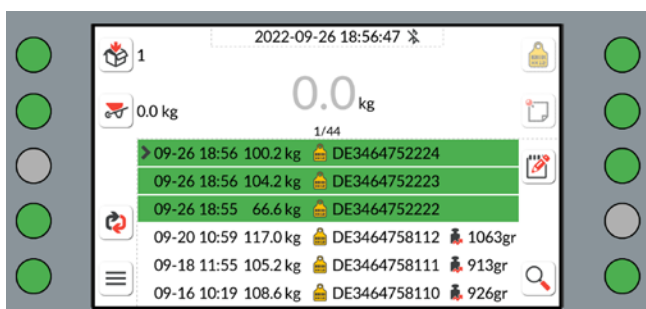 2022-09-26 18:56:47
1
0.0 kg
0.0 kg
1/44
09-26 18:56 100.2 kg DE3464752224
09-26 18:56 104.2 kg DE3464752223
09-26 18:55 66.6 kg DE3464752222
09-20 10:59 117.0 kg DE3464758112 1063gr
09-18 11:55 105.2 kg DE3464758111 913gr
09-16 10:19 108.6 kg DE3464758110 926gr